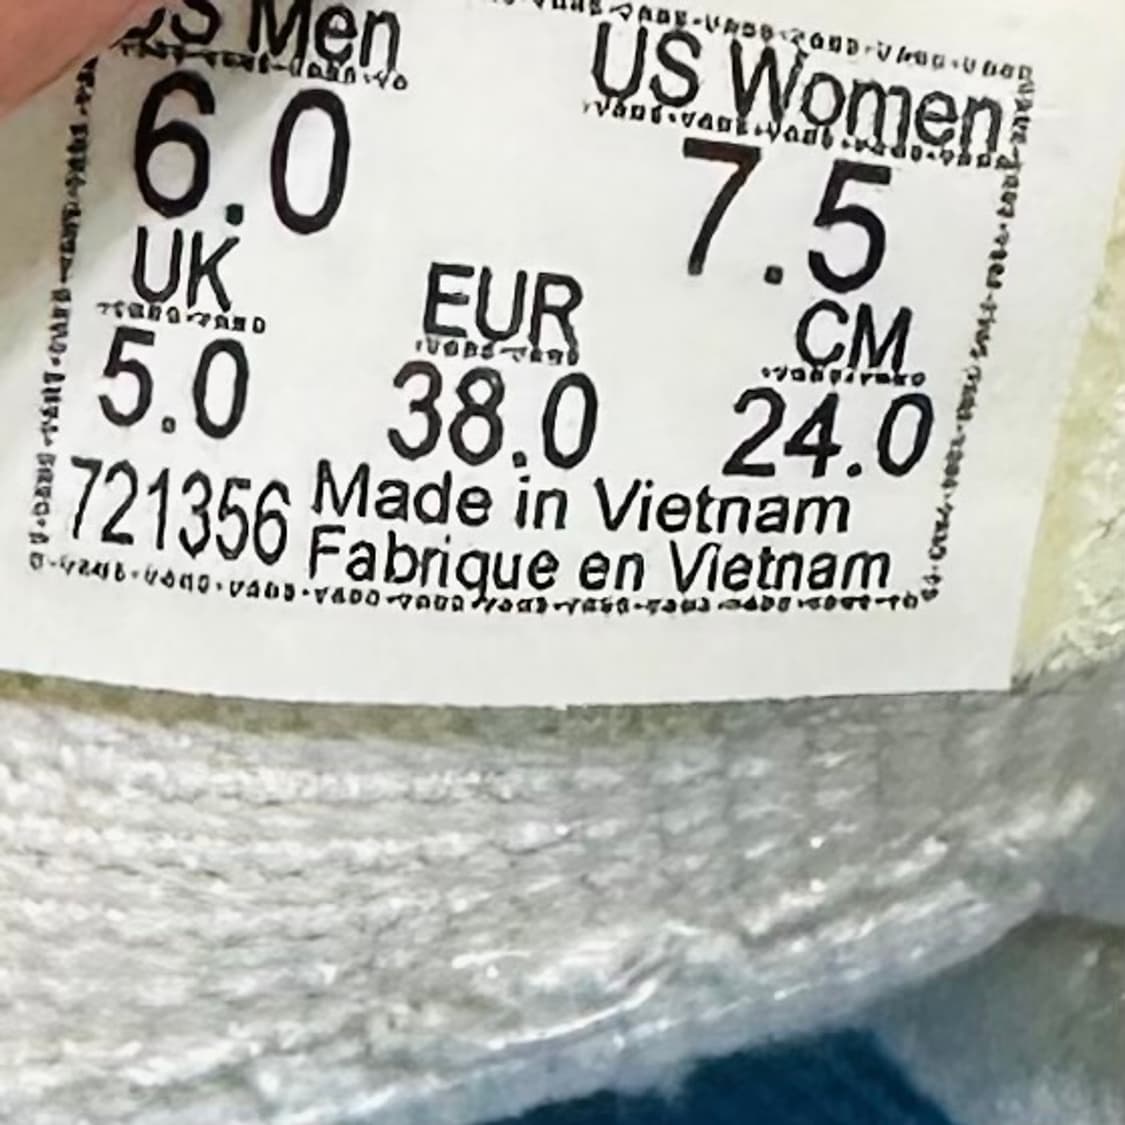 US Men US Women
6.0 7.5
UK EUR CM
5.0 38.0 24.0
721356 Made in Vietnam
Fabrique en Vietnam